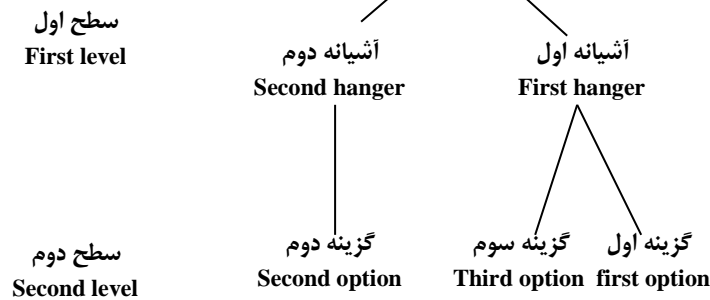 سطح اول
First level
آشیانه دوم
Second hanger
آشیانه اول
First hanger
سطح دوم
Second level
گزینه دوم
Second option
گزینه سوم
Third option
گزینه اول
first option